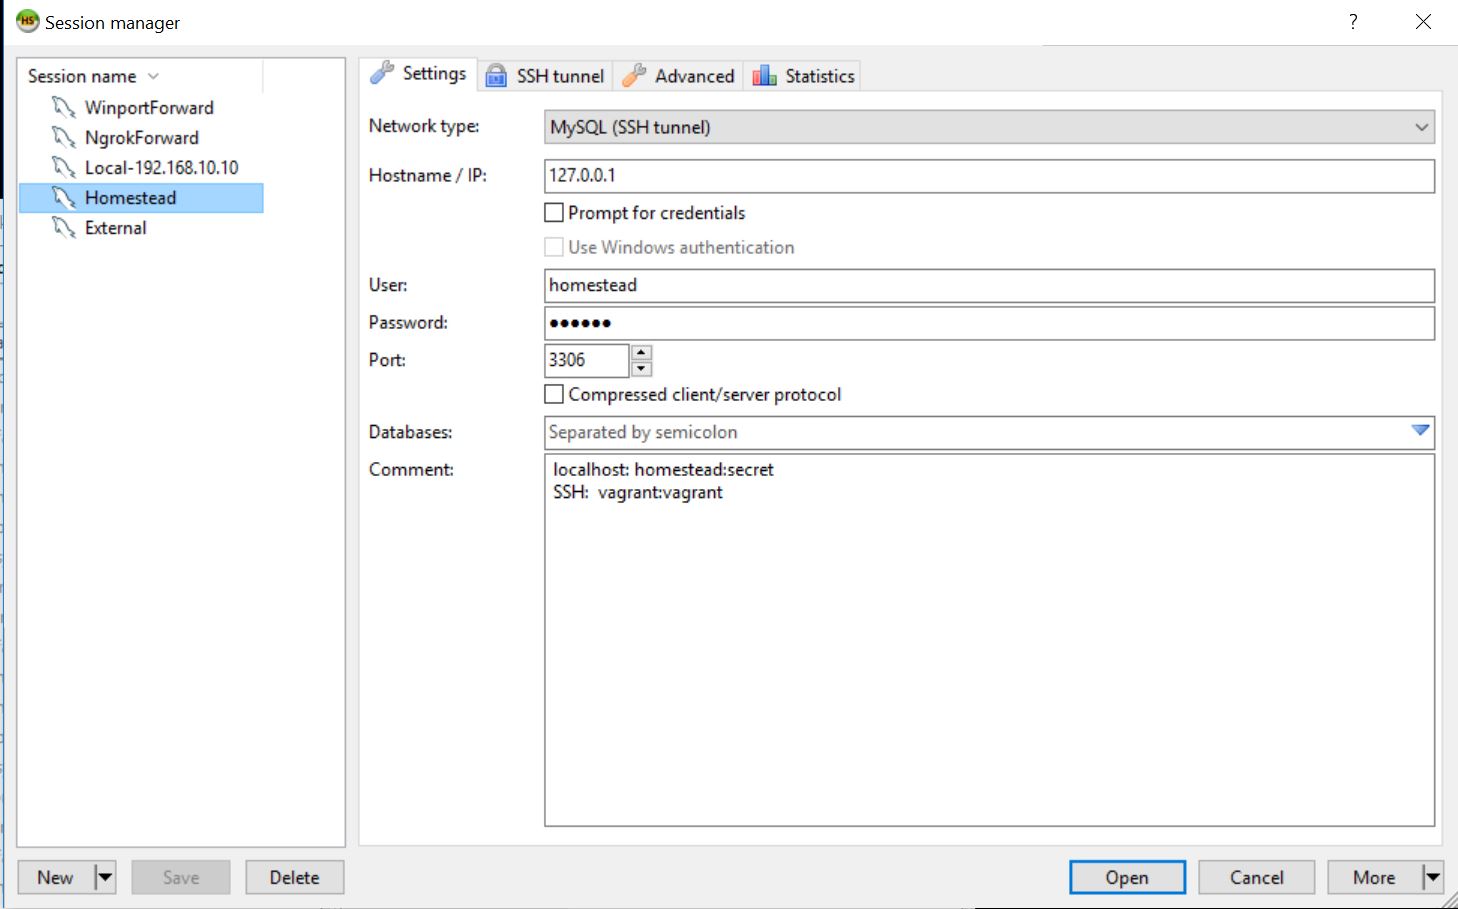 HS Session manager ?
Session name
WinportForward
NgrokForward
Local-192.168.10.10
Homestead
External
Settings SSH tunnel Advanced Statistics
Network type: MySQL (SSH tunnel)
Hostname / IP: 127.0.0.1
Prompt for credentials
Use Windows authentication
User: homestead
Password: ●●●●●●
Port: 3306
Compressed client/server protocol
Databases: Separated by semicolon
Comment: localhost: homestead:secret
SSH: vagrant:vagrant
New Save Delete Open Cancel More